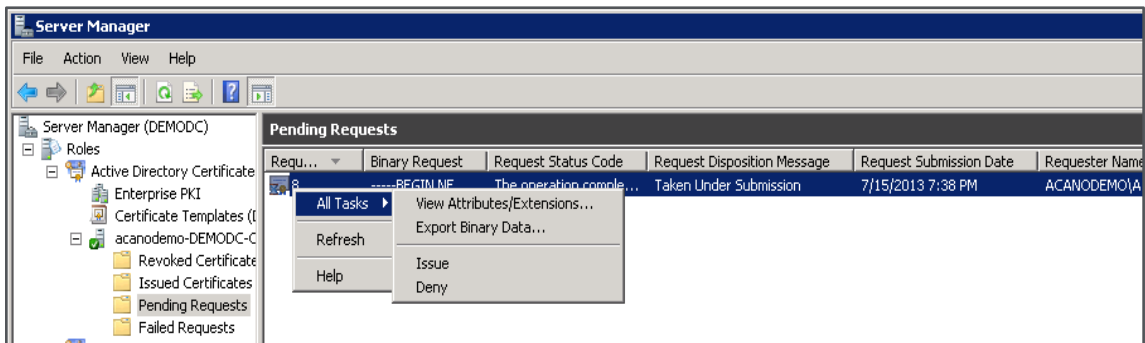 Server Manager
File Action View Help
Server Manager (DEMODC)
Roles
Active Directory Certificate
Enterprise PKI
Certificate Templates (
acanodemo-DEMODC-C
Revoked Certificate
Issued Certificates
Pending Requests
Failed Requests
Pending Requests
Requ... Binary Request Request Status Code Request Disposition Message Request Submission Date Requester Name
8 -----BEGIN NE... The operation comple... Taken Under Submission 7/15/2013 7:38 PM ACANODEMO\A
All Tasks
Refresh
Help
View Attributes/Extensions...
Export Binary Data...
Issue
Deny